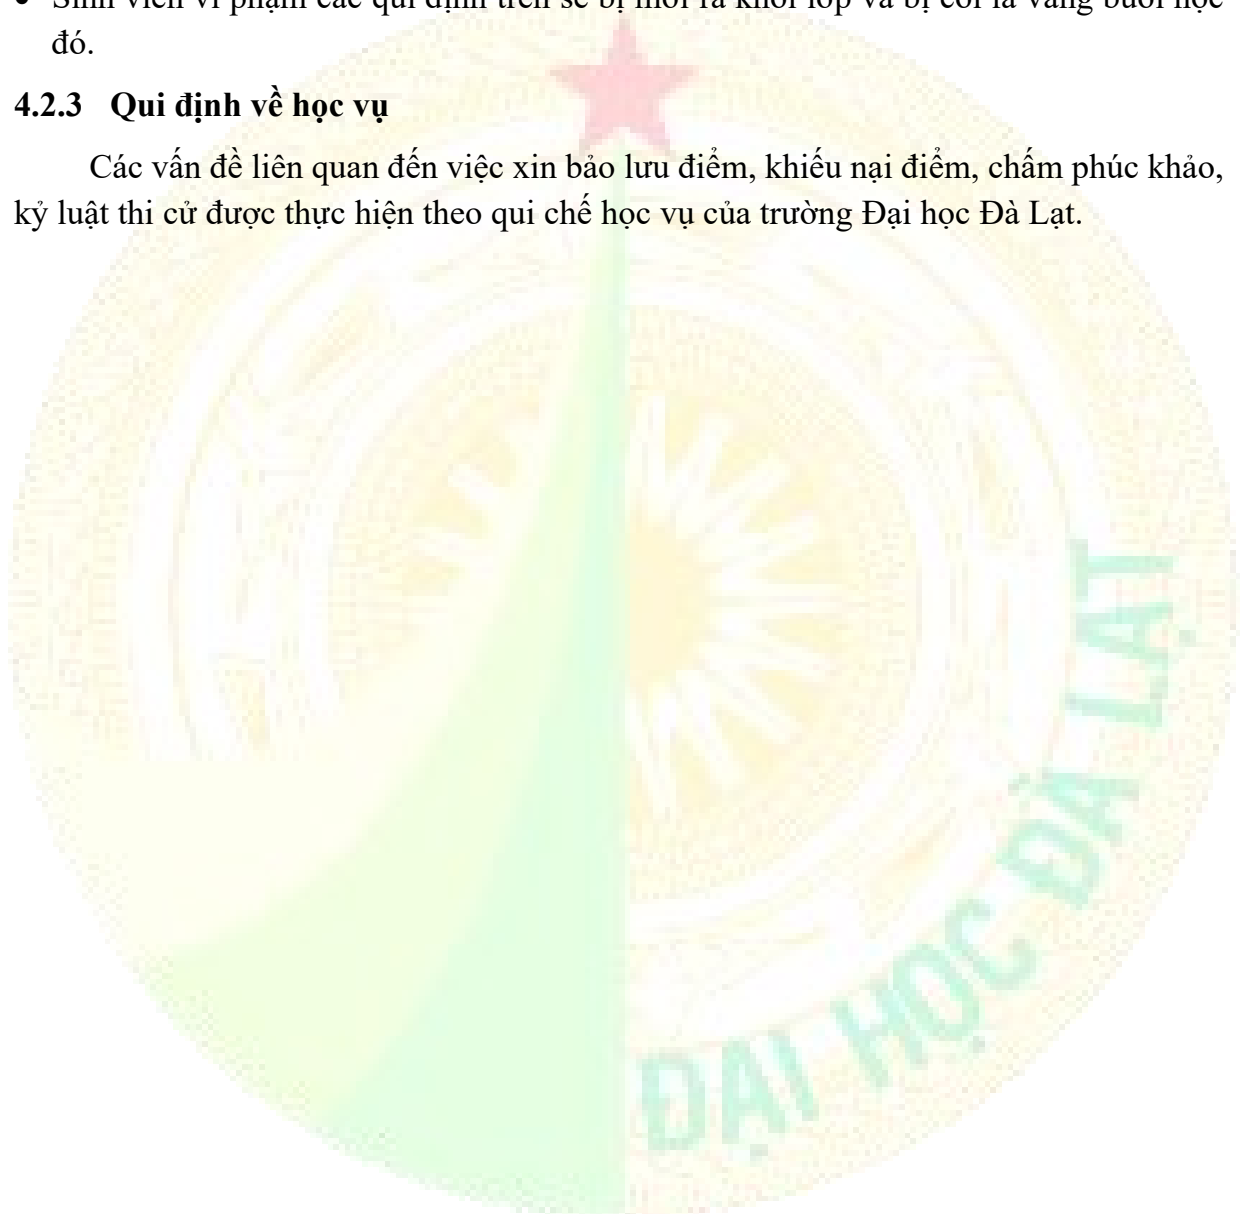 • Sinh viên vi phạm các qui định trên sẽ bị mời ra khỏi lớp và bị coi là vắng buổi học
đó.
4.2.3 Qui định về học vụ
Các vấn đề liên quan đến việc xin bảo lưu điểm, khiếu nại điểm, chấm phúc khảo,
kỷ luật thi cử được thực hiện theo qui chế học vụ của trường Đại học Đà Lạt.
ĐẠI HỌC ĐÀ LẠT